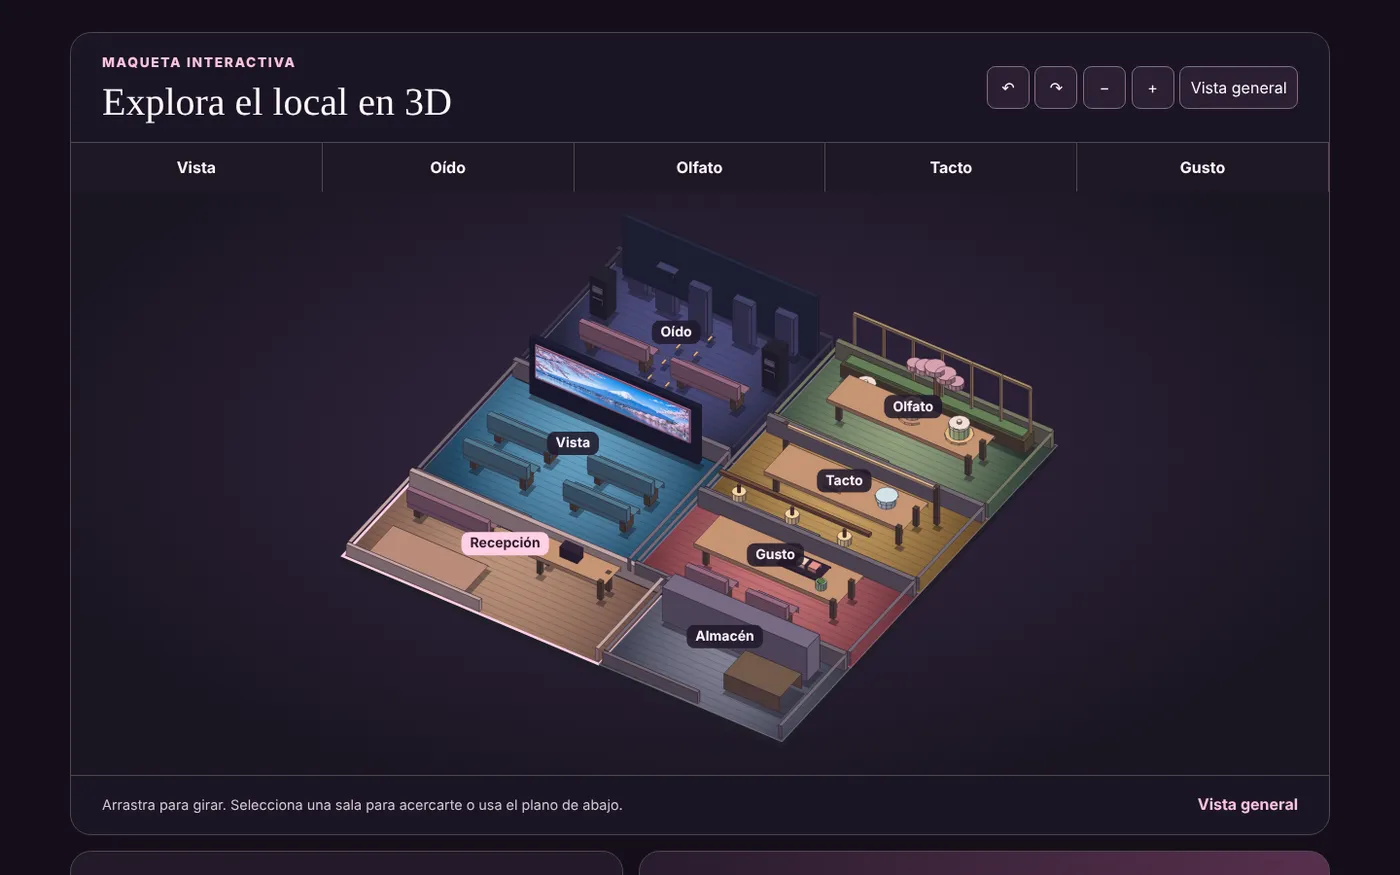 MAQUETA INTERACTIVA
Explora el local en 3D
↶ ↷ − + Vista general
Vista Oído Olfato Tacto Gusto
Oído
Olfato
Vista
Tacto
Recepción
Gusto
Almacén
Arrastra para girar. Selecciona una sala para acercarte o usa el plano de abajo.
Vista general